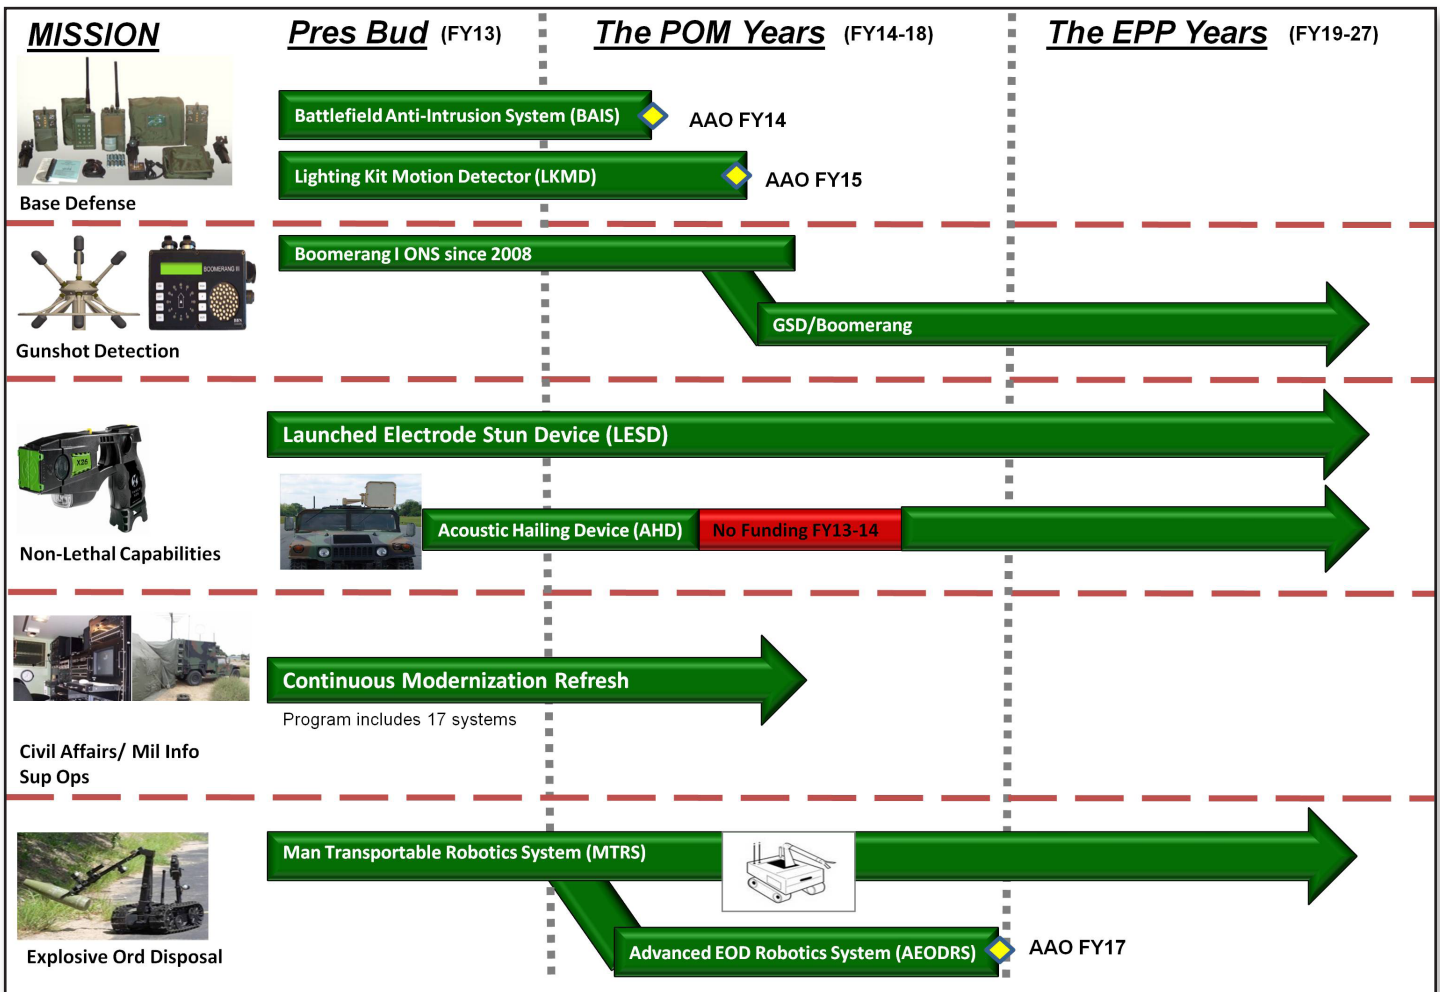 MISSION
Pres Bud (FY13)
The POM Years (FY14-18)
The EPP Years (FY19-27)
Battlefield Anti-Intrusion System (BAIS)
AAO FY14
Lighting Kit Motion Detector (LKMD)
AAO FY15
Base Defense
Boomerang I ONS since 2008
BOOMERANG III
GSD/Boomerang
Gunshot Detection
Launched Electrode Stun Device (LESD)
X26
Acoustic Hailing Device (AHD)
No Funding FY13-14
Non-Lethal Capabilities
Continuous Modernization Refresh
Program includes 17 systems
Civil Affairs/ Mil Info
Sup Ops
Man Transportable Robotics System (MTRS)
Advanced EOD Robotics System (AEODRS)
AAO FY17
Explosive Ord Disposal